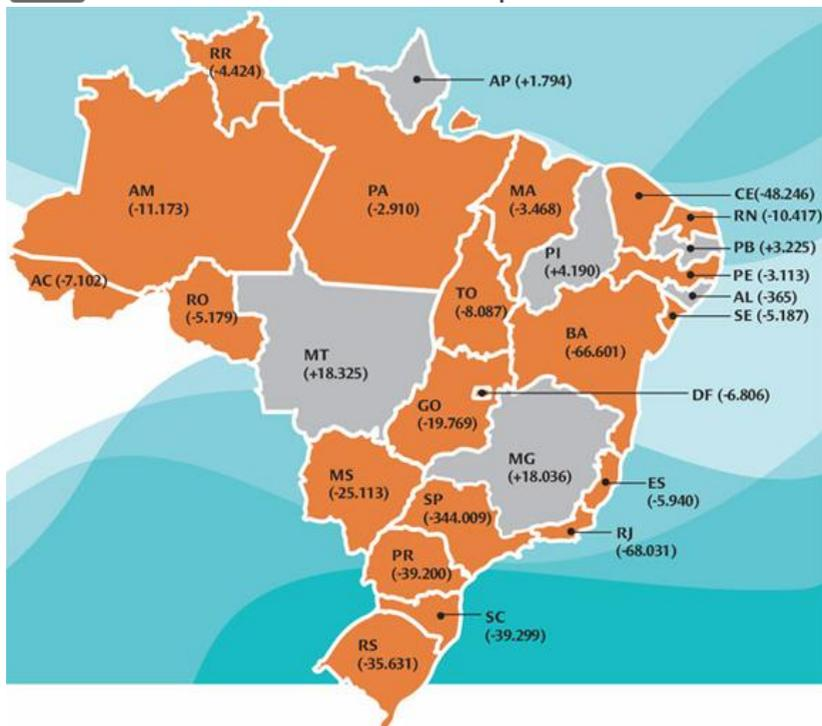 RR
(-4.424)
AP (+1.794)
AM
(-11.173)
PA
(-2.910)
MA
(-3.468)
CE(-48.246)
RN (-10.417)
PI
(+4.190)
PB (+3.225)
PE (-3.113)
AC (-7.102)
RO
(-5.179)
TO
(-8.087)
AL (-365)
SE (-5.187)
BA
(-66.601)
MT
(+18.325)
DF (-6.806)
GO
(-19.769)
MG
(+18.036)
MS
(-25.113)
ES
(-5.940)
SP
(-344.009)
RJ
(-68.031)
PR
(-39.200)
SC
(-39.299)
RS
(-35.631)